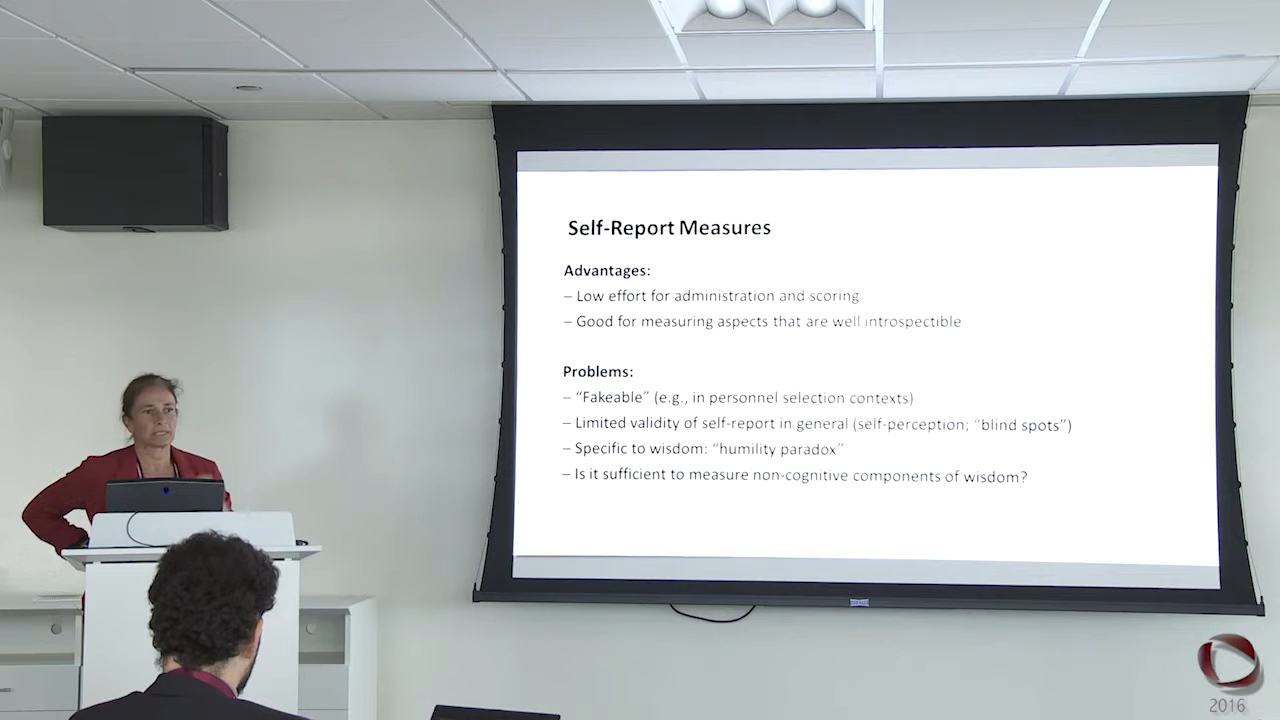 Self-Report Measures
Advantages:
– Low effort for administration and scoring
– Good for measuring aspects that are well introspectible
Problems:
– “Fakeable” (e.g., in personnel selection contexts)
– Limited validity of self-report in general (self-perception; “blind spots”)
– Specific to wisdom: “humility paradox”
– Is it sufficient to measure non-cognitive components of wisdom?
2016